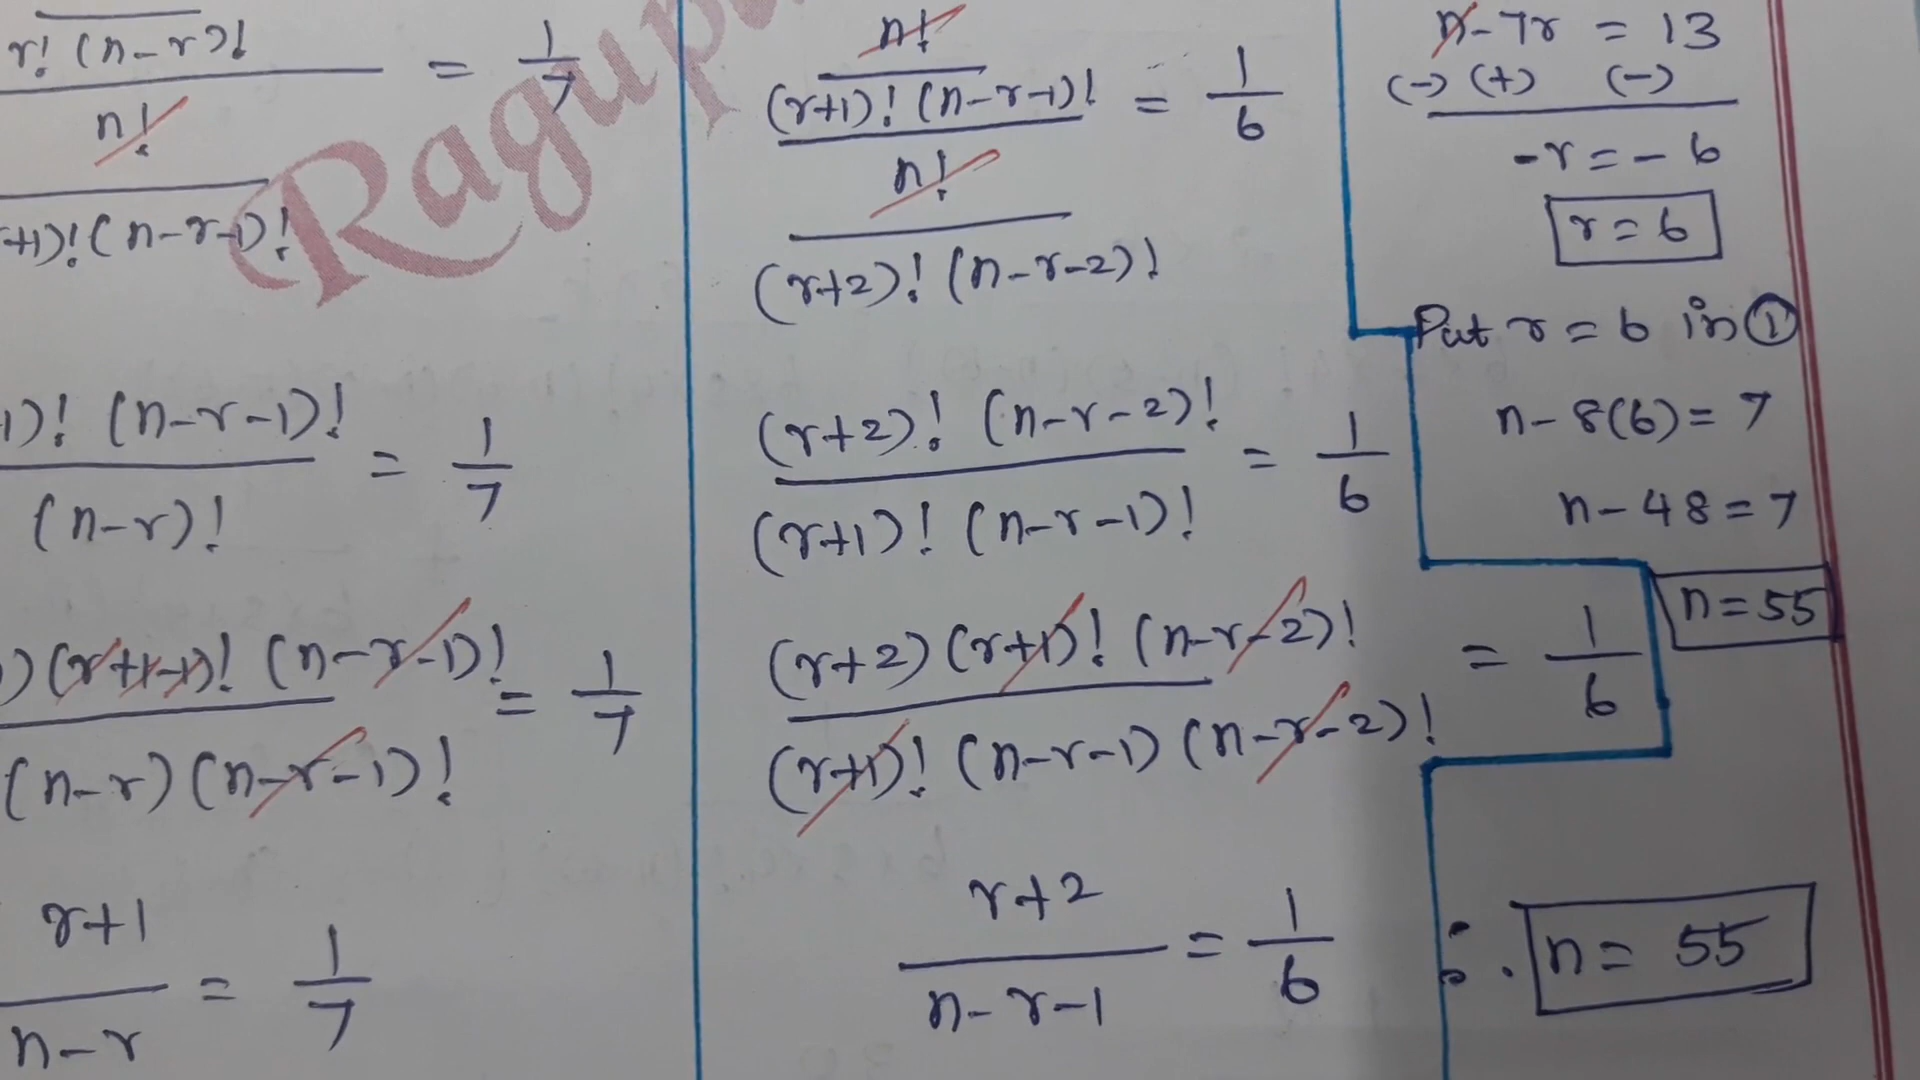 r! (n-r)! = 1/7
n!
+1)! (n-r-1)!
1)! (n-r-1)! = 1/7
(n-r)!
) (r+1-1)! (n-r-1)! = 1/7
(n-r) (n-r-1)!
r+1 = 1/7
n-r
n!
(r+1)! (n-r-1)! = 1/6
n!
(r+2)! (n-r-2)!
(r+2)! (n-r-2)! = 1/6
(r+1)! (n-r-1)!
(r+2) (r+1)! (n-r-2)! = 1/6
(r+1)! (n-r-1) (n-r-2)!
r+2 = 1/6
n-r-1
n-7r = 13
(-) (+) (-)
-r = -6
r = 6
Put r = 6 in ①
n - 8(6) = 7
n - 48 = 7
n = 55
∴ n = 55
Ragup